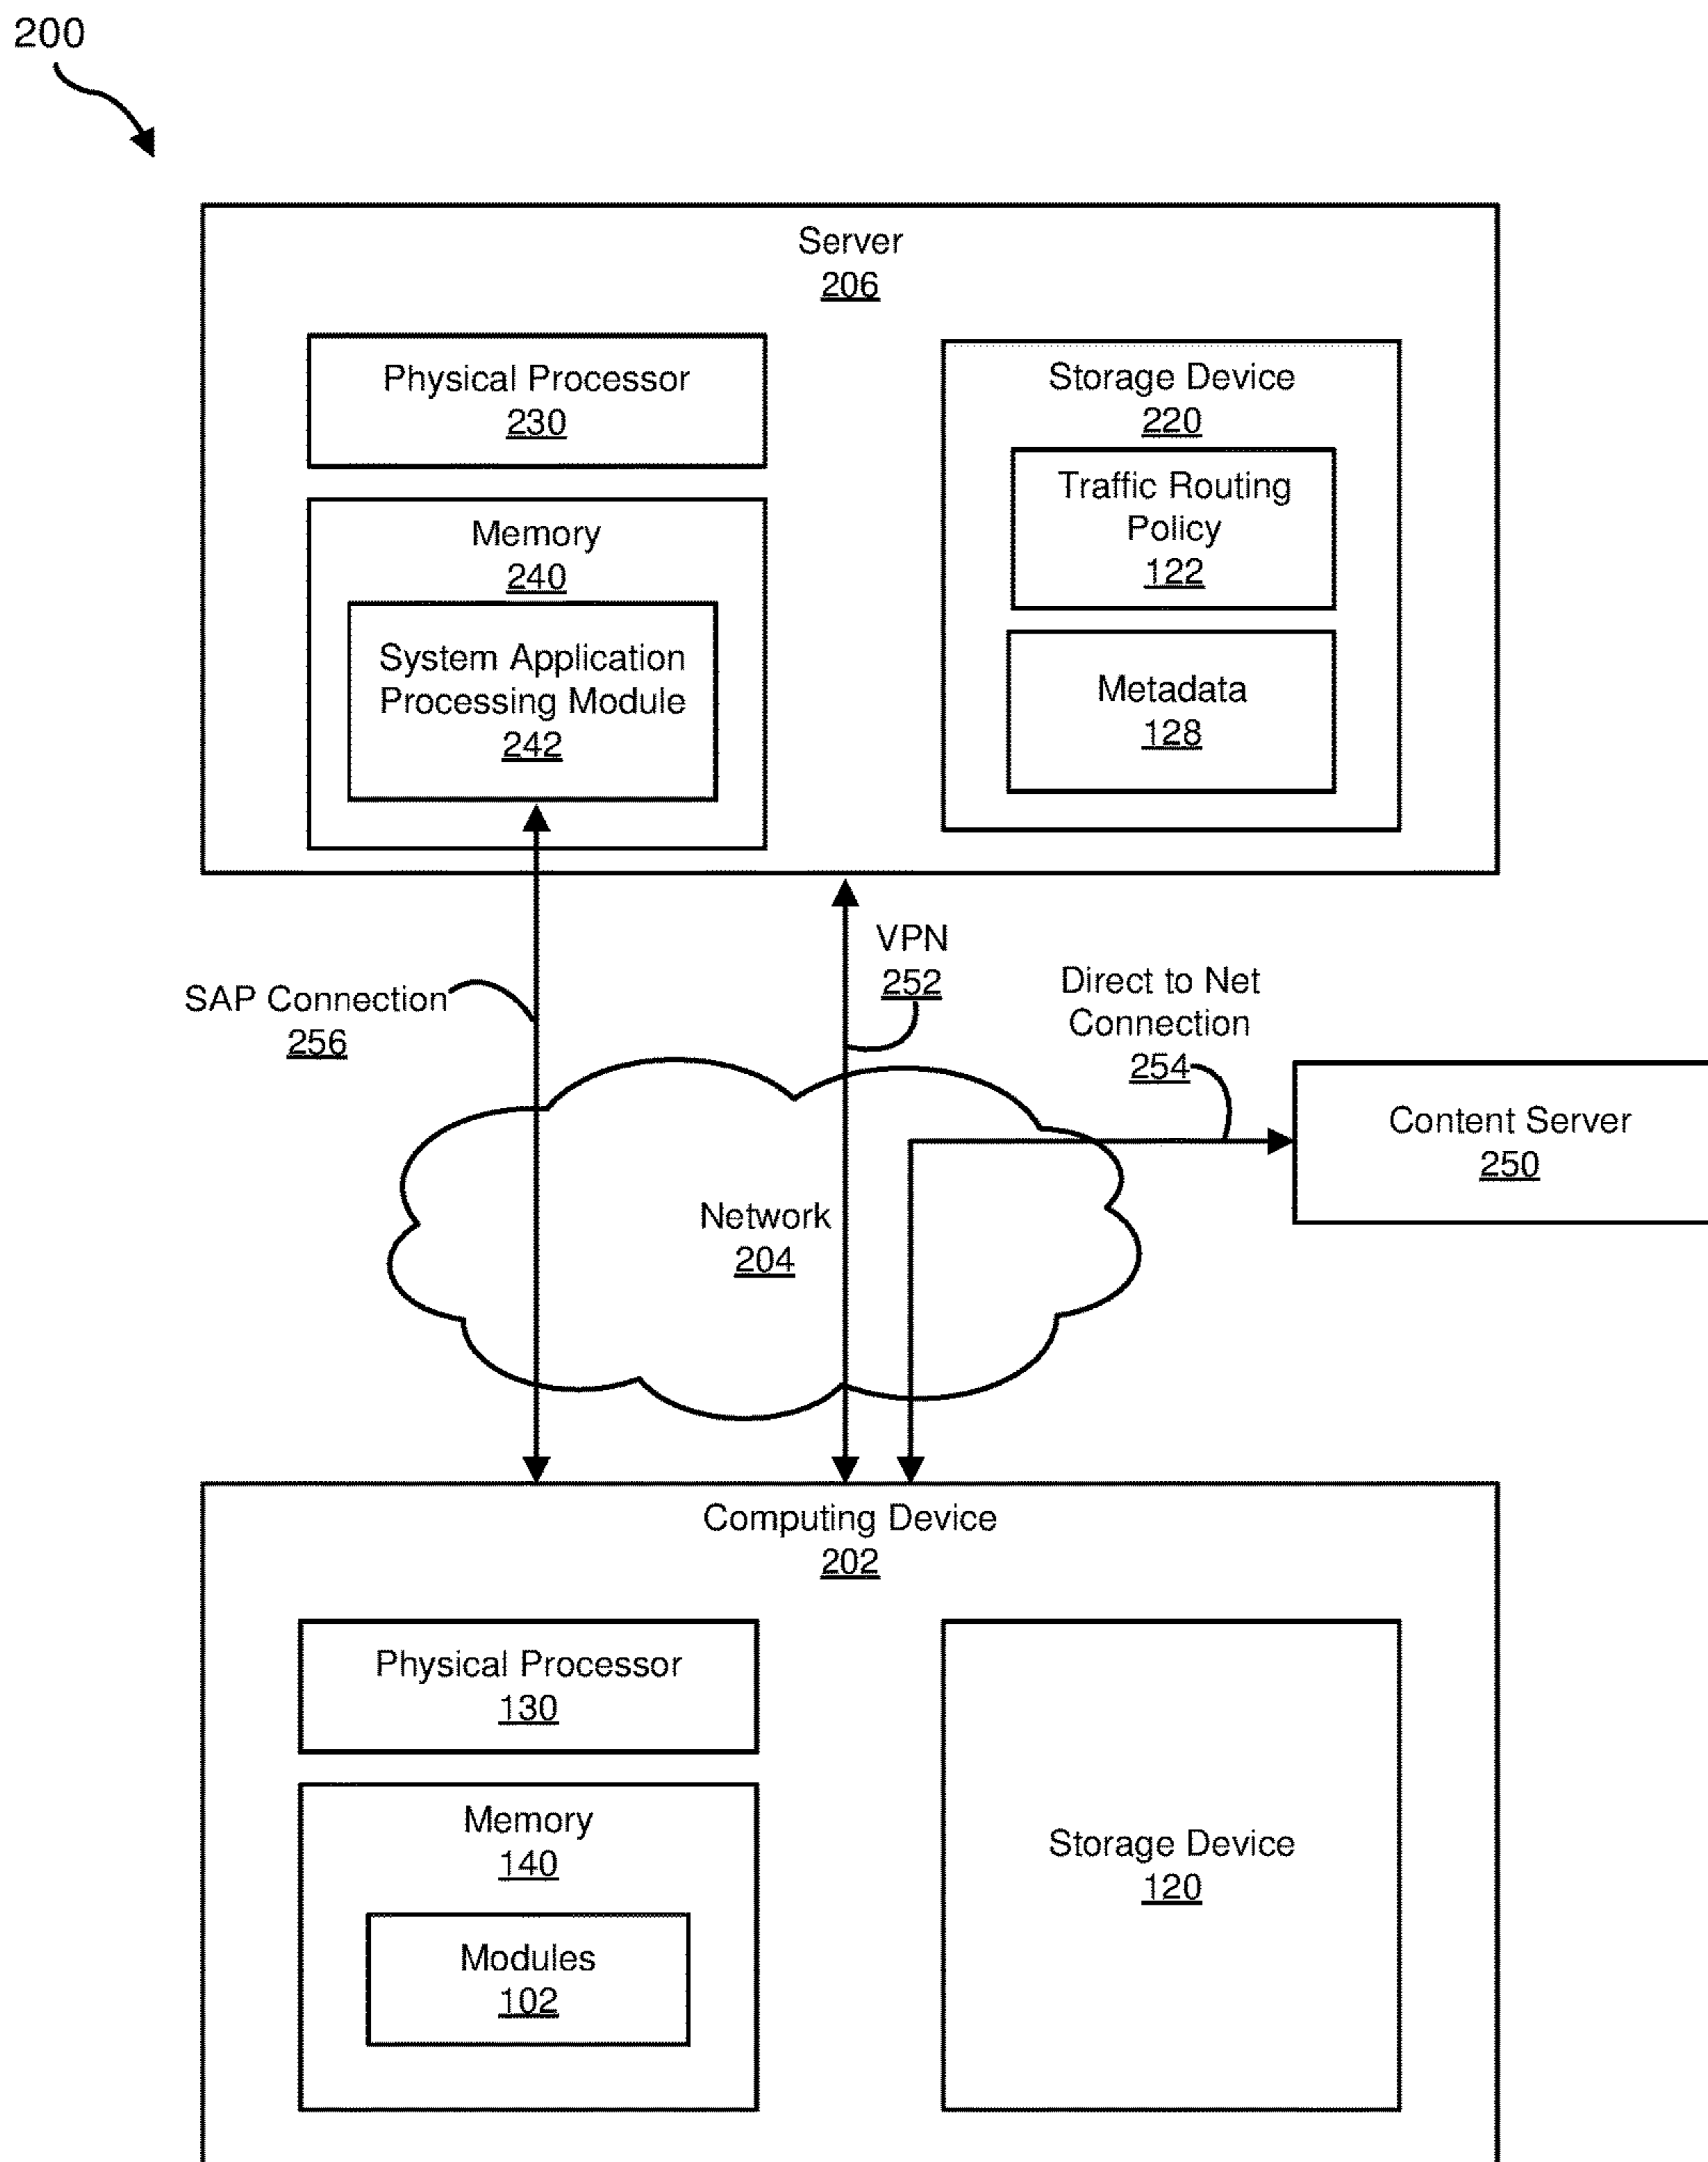 200
Server
206
Physical Processor
230
Memory
240
System Application
Processing Module
242
Storage Device
220
Traffic Routing
Policy
122
Metadata
128
SAP Connection
256
VPN
252
Direct to Net
Connection
254
Content Server
250
Network
204
Computing Device
202
Physical Processor
130
Memory
140
Modules
102
Storage Device
120